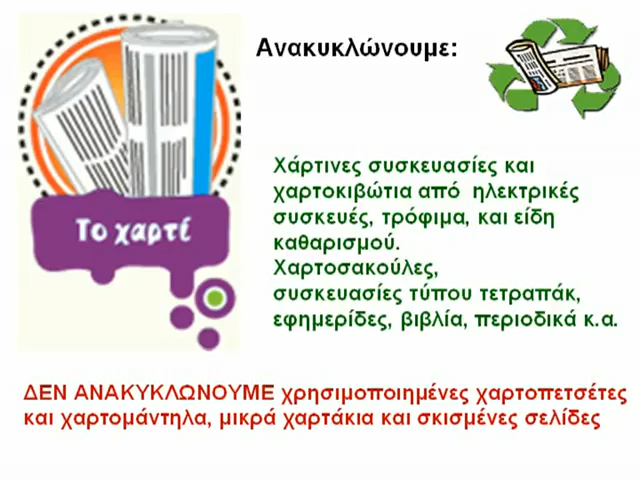 Ανακυκλώνουμε:
Το χαρτί
Χάρτινες συσκευασίες και
χαρτοκιβώτια από ηλεκτρικές
συσκευές, τρόφιμα, και είδη
καθαρισμού.
Χαρτοσακούλες,
συσκευασίες τύπου τετραπάκ,
εφημερίδες, βιβλία, περιοδικά κ.α.
ΔΕΝ ΑΝΑΚΥΚΛΩΝΟΥΜΕ χρησιμοποιημένες χαρτοπετσέτες
και χαρτομάντηλα, μικρά χαρτάκια και σκισμένες σελίδες